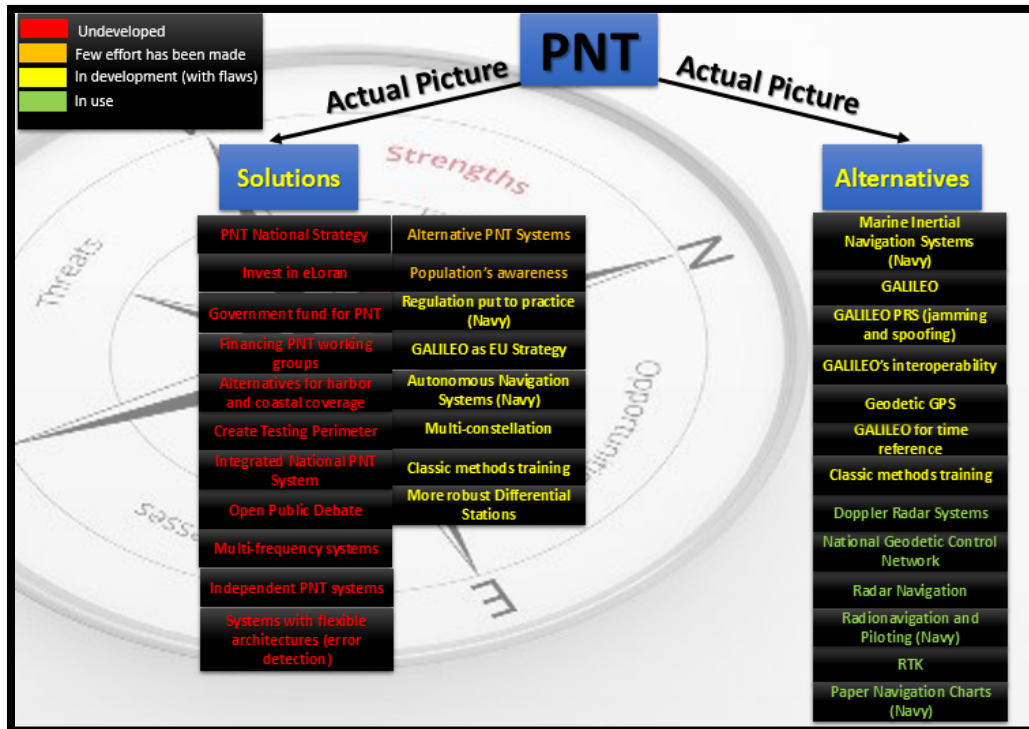 Undeveloped
Few effort has been made
In development (with flaws)
In use
PNT
Actual Picture
Actual Picture
Solutions
Alternatives
Strengths
Threats
N
E
PNT National Strategy
Invest in eLoran
Government fund for PNT
Financing PNT working
groups
Alternatives for harbor
and coastal coverage
Create Testing Perimeter
Integrated National PNT
System
Open Public Debate
Multi-frequency systems
Independent PNT systems
Systems with flexible
architectures (error
detection)
Alternative PNT Systems
Population's awareness
Regulation put to practice
(Navy)
GALILEO as EU Strategy
Autonomous Navigation
Systems (Navy)
Multi-constellation
Classic methods training
More robust Differential
Stations
Marine Inertial
Navigation Systems
(Navy)
GALILEO
GALILEO PRS (jamming
and spoofing)
GALILEO's interoperability
Geodetic GPS
GALILEO for time
reference
Classic methods training
Doppler Radar Systems
National Geodetic Control
Network
Radar Navigation
Radionavigation and
Piloting (Navy)
RTK
Paper Navigation Charts
(Navy)